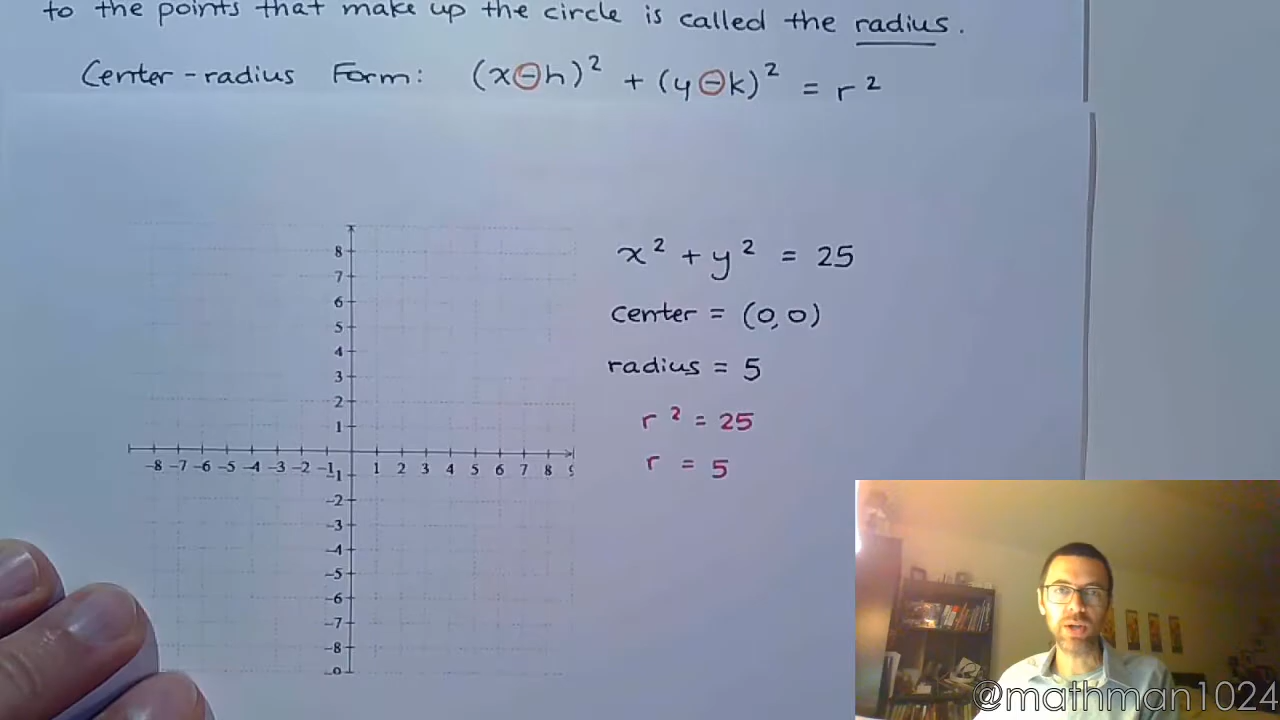 to the points that make up the circle is called the radius.
Center-radius Form: (x-h)² + (y-k)² = r²
x² + y² = 25
center = (0,0)
radius = 5
r² = 25
r = 5
8
7
6
5
4
3
2
1
-8 -7 -6 -5 -4 -3 -2 -1 1 2 3 4 5 6 7 8
-1
-2
-3
-4
-5
-6
-7
-8
@mathman1024